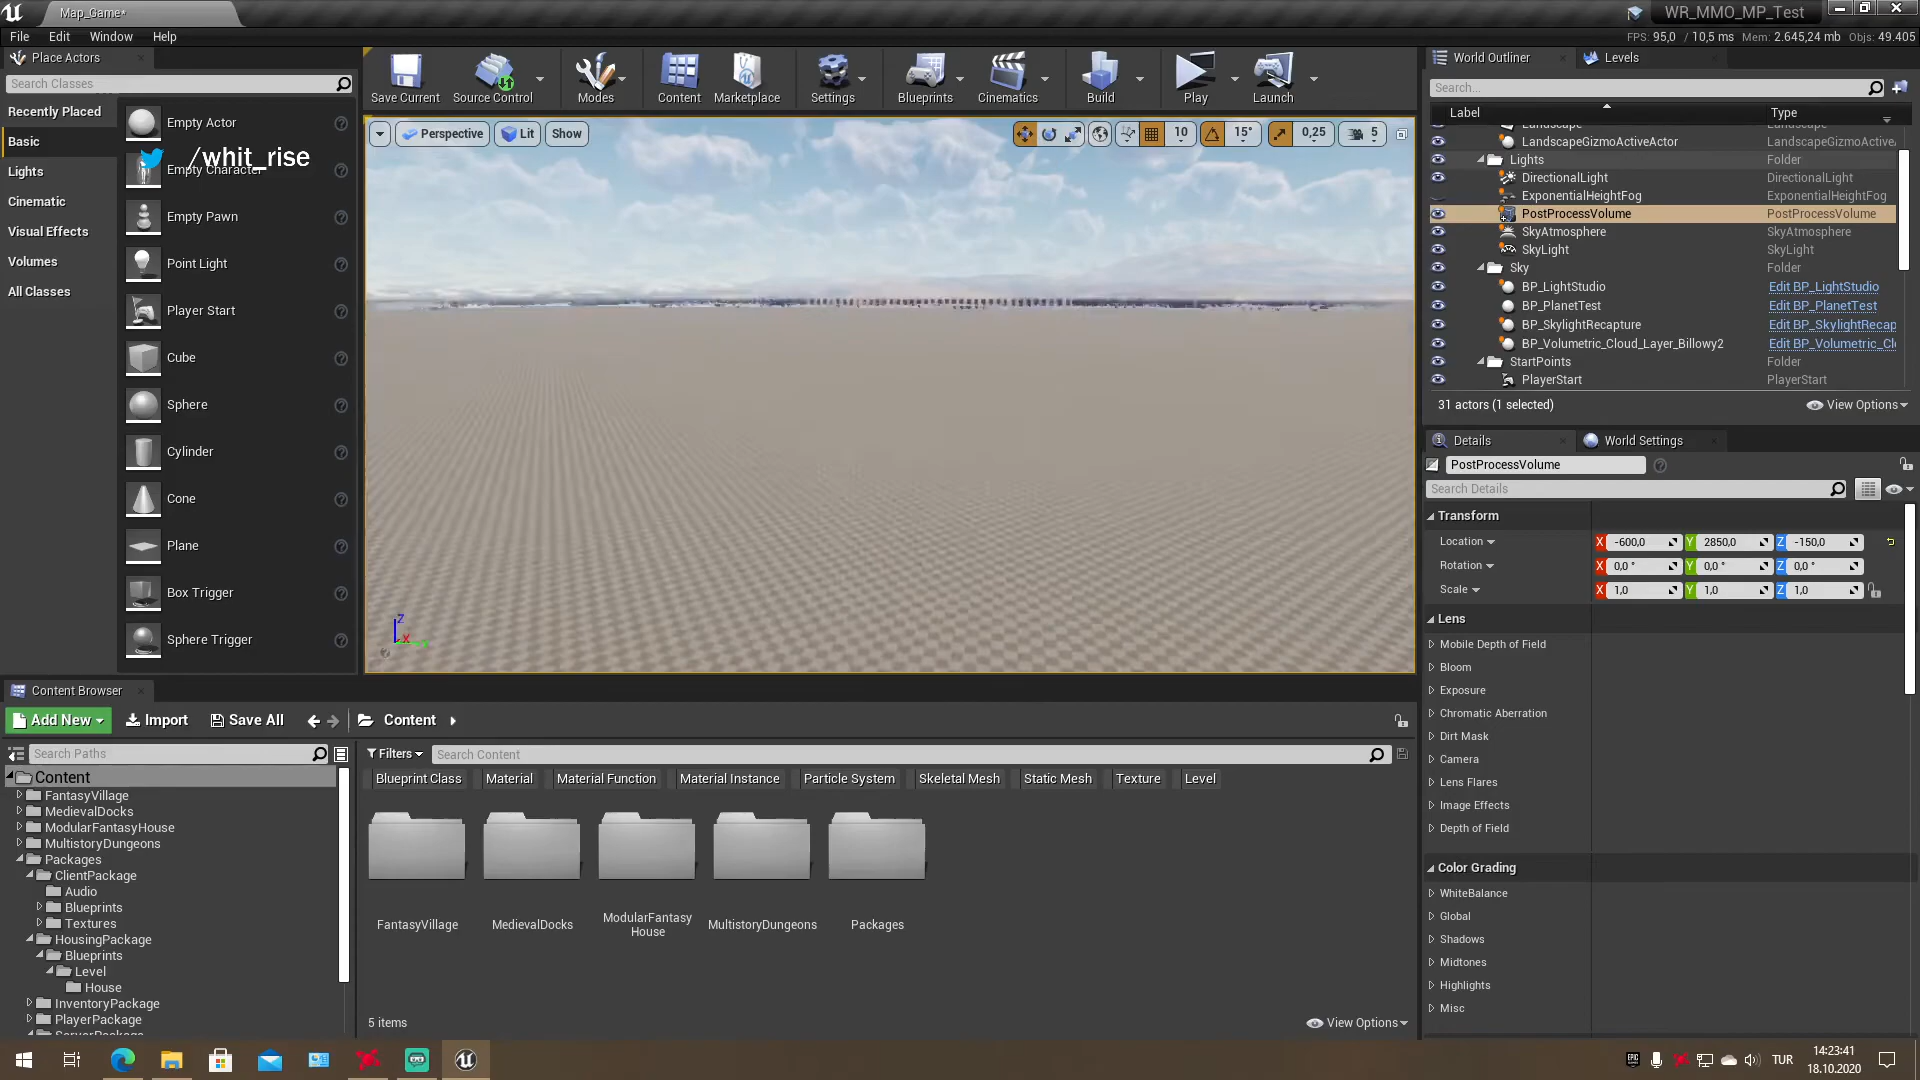 Map_Game*
WR_MMO_MP_Test
File Edit Window Help
FPS: 95,0 / 10,5 ms Mem: 2.645,24 mb Objs: 49.405
Place Actors
Search Classes
Recently Placed
Basic
Lights
Cinematic
Visual Effects
Volumes
All Classes
Empty Actor
/whit_rise
Empty Character
Empty Pawn
Point Light
Player Start
Cube
Sphere
Cylinder
Cone
Plane
Box Trigger
Sphere Trigger
Save Current Source Control Modes Content Marketplace Settings Blueprints Cinematics Build Play Launch
Perspective Lit Show
10 15° 0,25 5
Z
X
World Outliner Levels
Search...
Label Type
Landscape
LandscapeGizmoActiveActor LandscapeGizmoActive
Lights Folder
DirectionalLight DirectionalLight
ExponentialHeightFog ExponentialHeightFog
PostProcessVolume PostProcessVolume
SkyAtmosphere SkyAtmosphere
SkyLight SkyLight
Sky Folder
BP_LightStudio Edit BP_LightStudio
BP_PlanetTest Edit BP_PlanetTest
BP_SkylightRecapture Edit BP_SkylightRecap
BP_Volumetric_Cloud_Layer_Billowy2 Edit BP_Volumetric_Cl
StartPoints Folder
PlayerStart PlayerStart
31 actors (1 selected) View Options
Details World Settings
PostProcessVolume
Search Details
Transform
Location X -600,0 Y 2850,0 Z -150,0
Rotation X 0,0 ° Y 0,0 ° Z 0,0 °
Scale X 1,0 Y 1,0 Z 1,0
Lens
Mobile Depth of Field
Bloom
Exposure
Chromatic Aberration
Dirt Mask
Camera
Lens Flares
Image Effects
Depth of Field
Color Grading
WhiteBalance
Global
Shadows
Midtones
Highlights
Misc
Content Browser
Add New Import Save All Content
Search Paths
Filters Search Content
Content
FantasyVillage
MedievalDocks
ModularFantasyHouse
MultistoryDungeons
Packages
ClientPackage
Audio
Blueprints
Textures
HousingPackage
Blueprints
Level
House
InventoryPackage
PlayerPackage
ServerPackage
Blueprint Class Material Material Function Material Instance Particle System Skeletal Mesh Static Mesh Texture Level
FantasyVillage
MedievalDocks
ModularFantasy
House
MultistoryDungeons
Packages
5 items View Options
TUR
14:23:41
18.10.2020